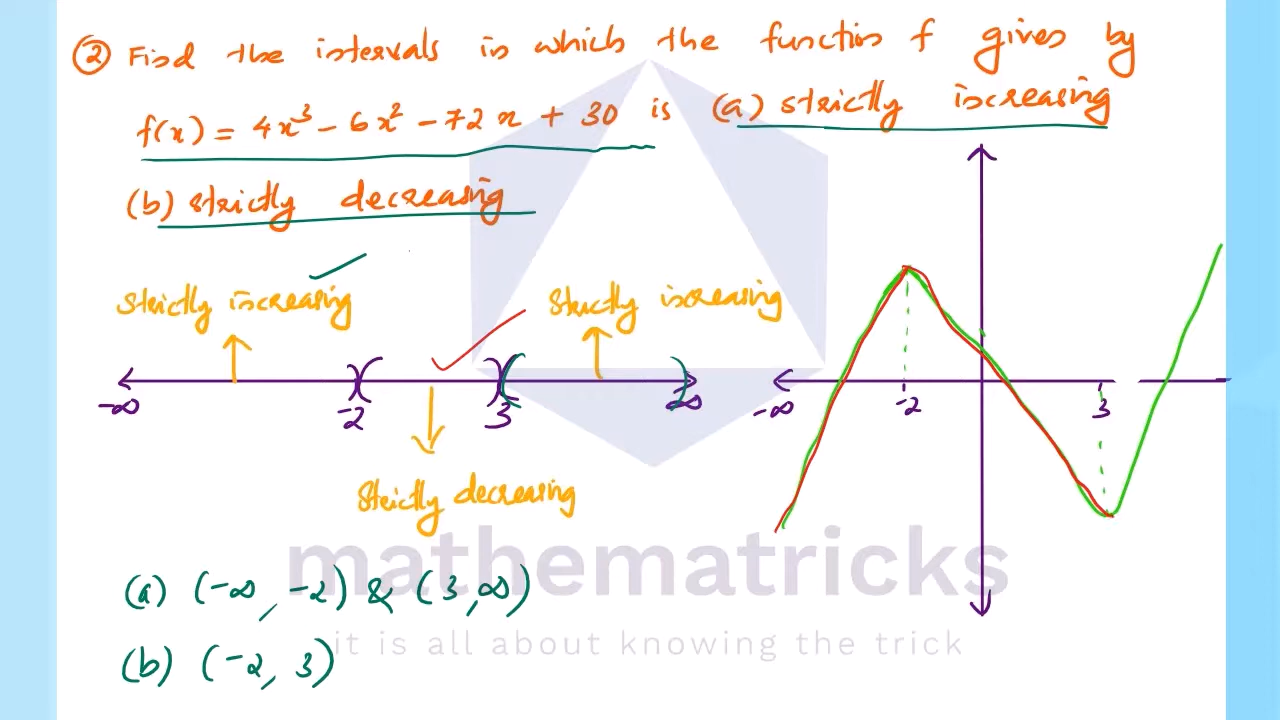 ② Find the intervals in which the function f given by
f(x) = 4x³ - 6x² - 72x + 30 is (a) strictly increasing
(b) strictly decreasing
strictly increasing
strictly increasing
-∞ -2 3 ∞
strictly decreasing
-∞ -2 3
(a) (-∞, -2) & (3, ∞)
(b) (-2, 3)
mathematricks
it is all about knowing the trick